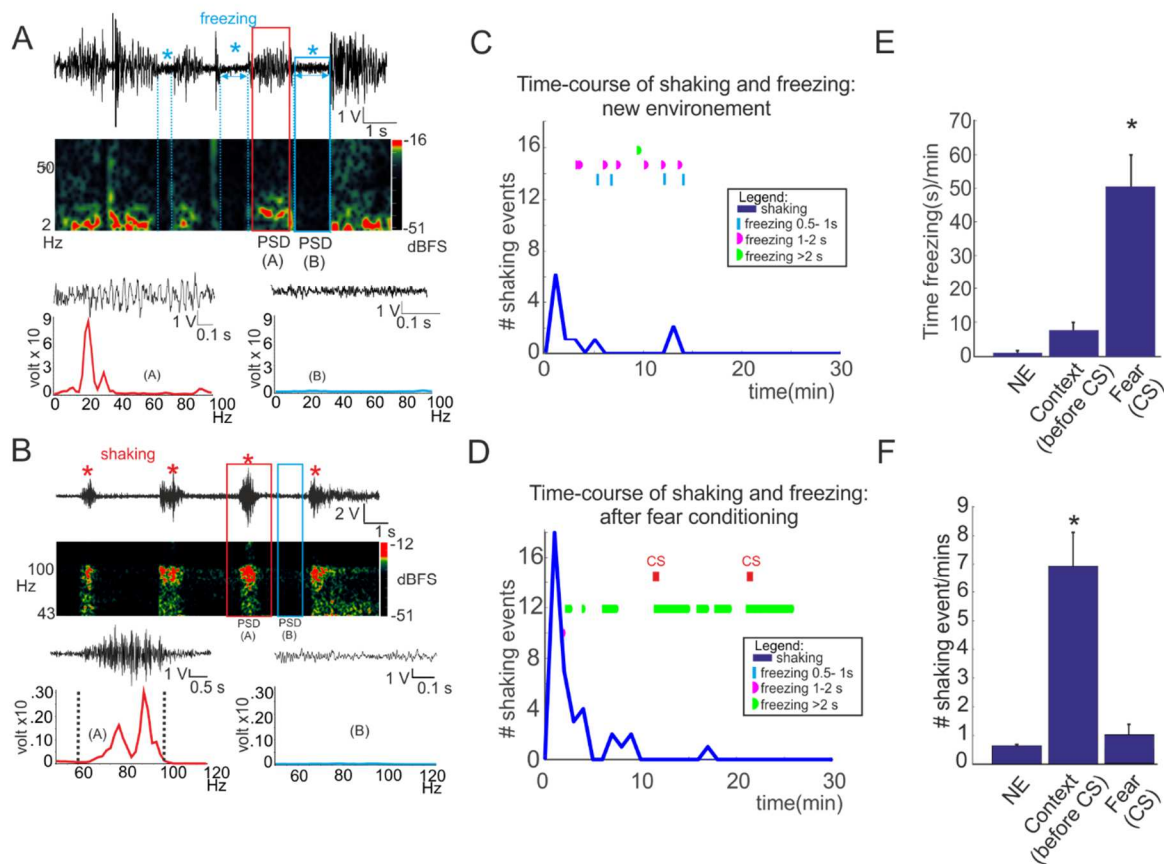 A
freezing
*
*
*
1 V
1 s
50
2
Hz
-16
-51
dBFS
PSD
(A)
PSD
(B)
1 V
0.1 s
1 V
0.1 s
volt x 10
9
6
3
0
(A)
0
20
40
60
80
100
Hz
9
6
3
0
(B)
0
20
40
60
80
100
Hz
B
shaking
*
*
*
*
2 V
1 s
100
Hz
43
-12
dBFS
-51
PSD
(A)
PSD
(B)
1 V
0.5 s
1 V
0.1 s
volt x10
.30
.20
.10
0
(A)
60
80
100
120
Hz
.30
.20
.10
0
(B)
60
80
100
120
Hz
C
Time-course of shaking and freezing:
new environement
# shaking events
16
12
8
4
0
Legend:
shaking
freezing 0.5- 1s
freezing 1-2 s
freezing >2 s
0
10
20
30
time(min)
D
Time-course of shaking and freezing:
after fear conditioning
# shaking events
16
12
8
4
0
CS
CS
Legend:
shaking
freezing 0.5- 1s
freezing 1-2 s
freezing >2 s
0
10
20
30
time(min)
E
Time freezing(s)/min
70
60
50
40
30
20
10
0
*
NE
Context
(before CS)
Fear
(CS)
F
# shaking event/mins
9
8
7
6
5
4
3
2
1
0
*
NE
Context
(before CS)
Fear
(CS)